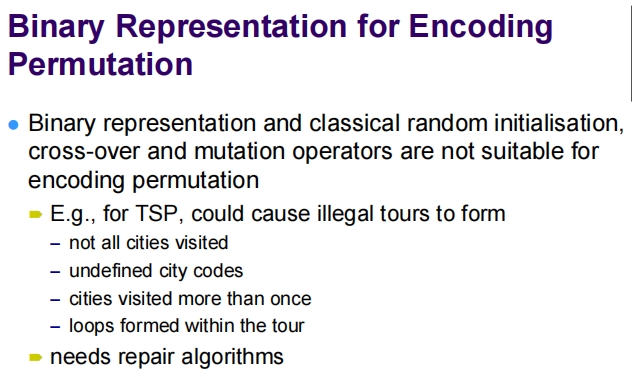 Binary Representation for Encoding
Permutation
Binary representation and classical random initialisation,
cross-over and mutation operators are not suitable for
encoding permutation
E.g., for TSP, could cause illegal tours to form
– not all cities visited
– undefined city codes
– cities visited more than once
– loops formed within the tour
needs repair algorithms